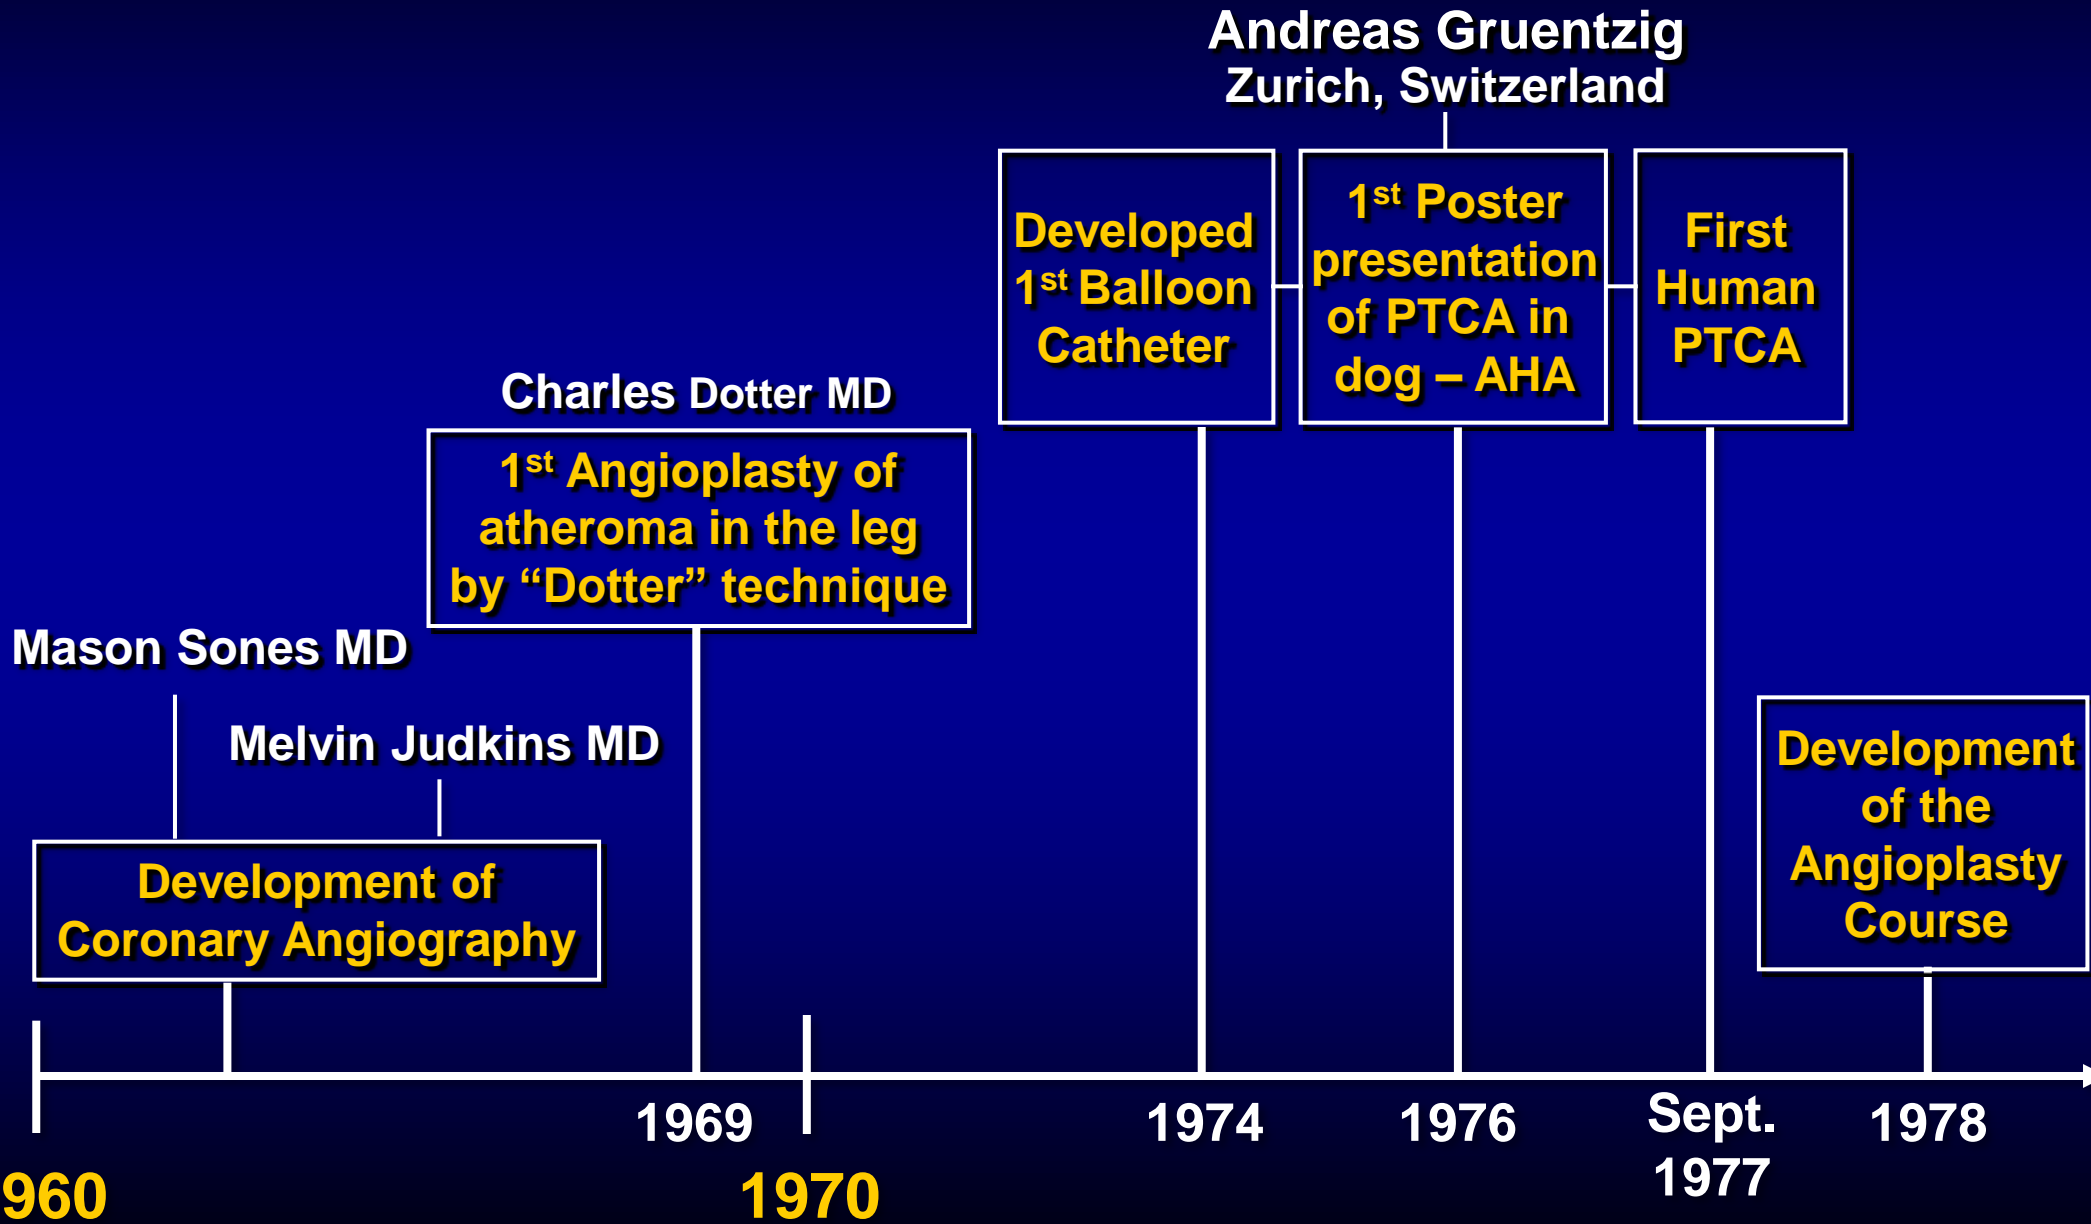 Andreas Gruentzig
Zurich, Switzerland
Developed
1st Balloon
Catheter
1st Poster
presentation
of PTCA in
dog – AHA
First
Human
PTCA
Charles Dotter MD
1st Angioplasty of
atheroma in the leg
by “Dotter” technique
Mason Sones MD
Melvin Judkins MD
Development of
Coronary Angiography
Development
of the
Angioplasty
Course
1969
1974
1976
Sept.
1977
1978
960
1970